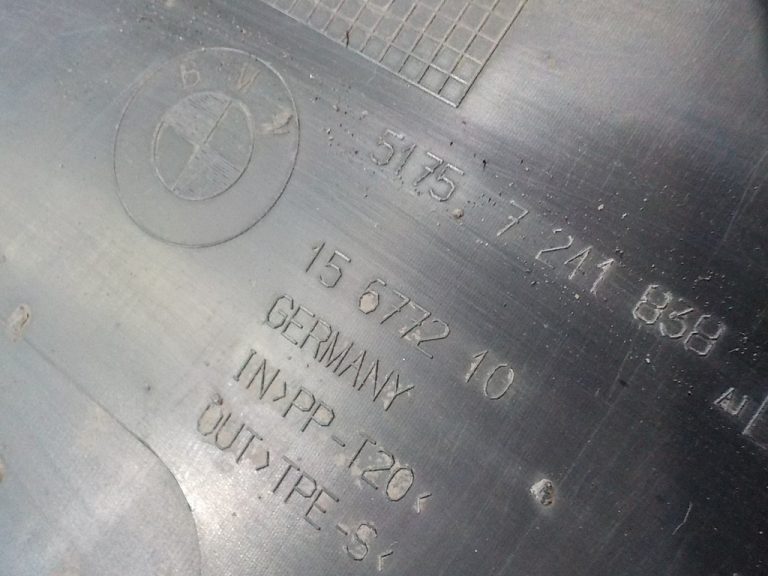 BMW
5175 7 241 838
15 6772 10
GERMANY
IN>PP-T20<
OUT>TPE-S<